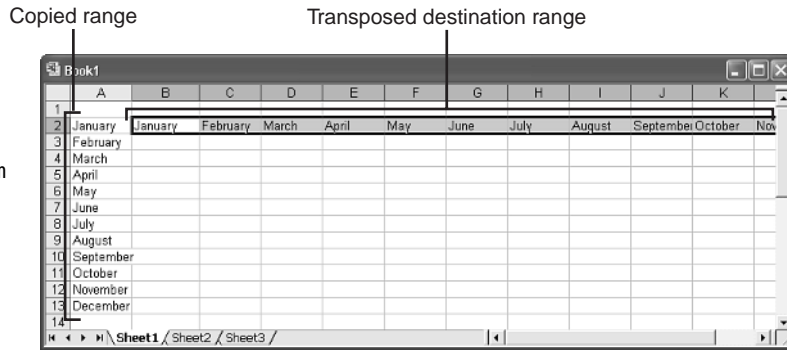 Copied range Transposed destination range
Book1
A B C D E F G H I J K
1
2 January January February March April May June July August September October Nov
3 February
4 March
5 April
6 May
7 June
8 July
9 August
10 September
11 October
12 November
13 December
14
Sheet1 / Sheet2 / Sheet3 /